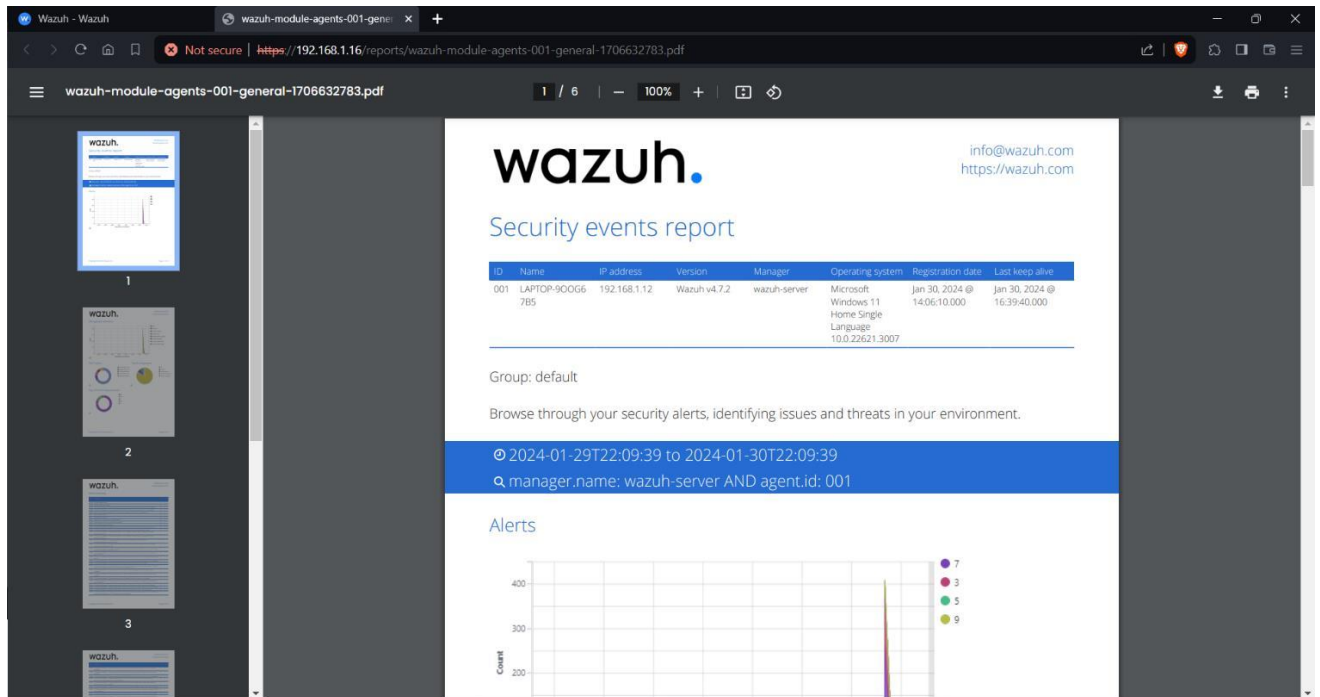 Wazuh - Wazuh
wazuh-module-agents-001-gene
Not secure
https://192.168.1.16/reports/wazuh-module-agents-001-general-1706632783.pdf
wazuh-module-agents-001-general-1706632783.pdf
1 / 6
100%
wazuh.
1
wazuh.
2
wazuh.
3
wazuh.
wazuh.
info@wazuh.com
https://wazuh.com
Security events report
ID Name IP address Version Manager Operating system Registration date Last keep alive
001 LAPTOP-9OOG6 192.168.1.12 Wazuh v4.7.2 wazuh-server Microsoft Jan 30, 2024 @ Jan 30, 2024 @
7B5 Windows 11 14:06:10.000 16:39:40.000
Home Single
Language
10.0.22621.3007
Group: default
Browse through your security alerts, identifying issues and threats in your environment.
2024-01-29T22:09:39 to 2024-01-30T22:09:39
manager.name: wazuh-server AND agent.id: 001
Alerts
7
3
5
9
400
300
200
Count